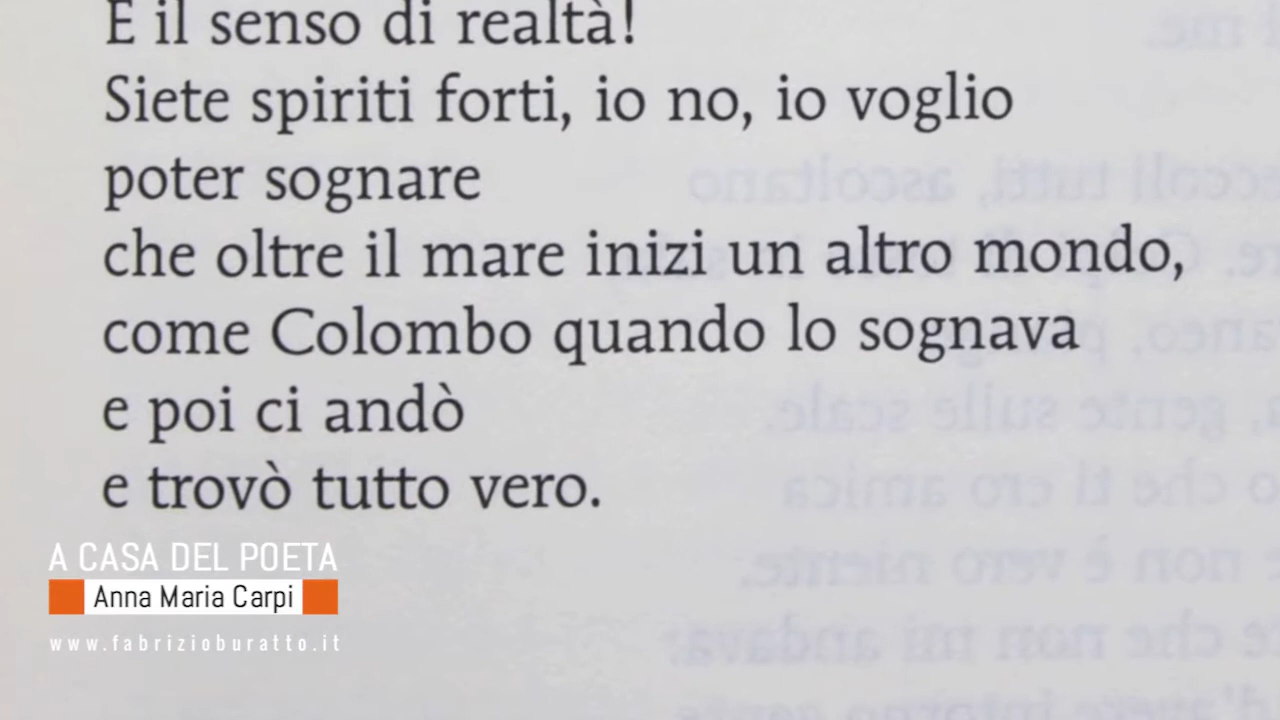 E il senso di realtà!
Siete spiriti forti, io no, io voglio
poter sognare
che oltre il mare inizi un altro mondo,
come Colombo quando lo sognava
e poi ci andò
e trovò tutto vero.
A CASA DEL POETA
Anna Maria Carpi
www.fabrizioburatto.it